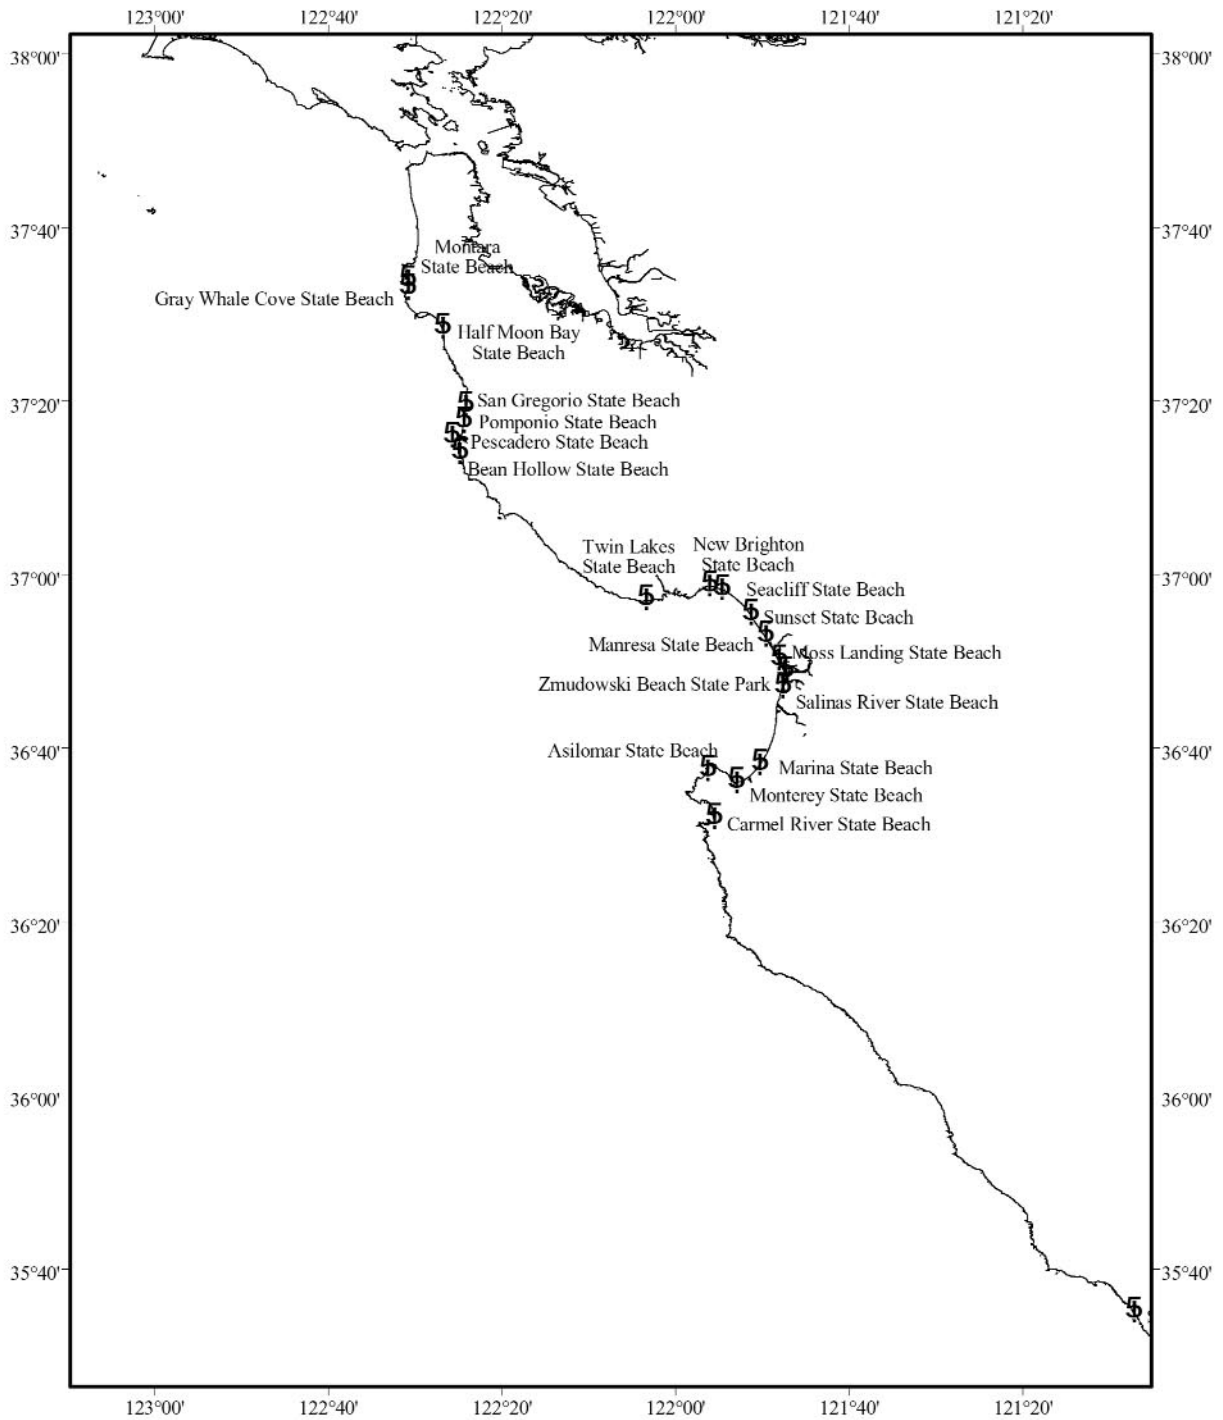 123°00' 122°40' 122°20' 122°00' 121°40' 121°20'
38°00' 38°00'
37°40' 37°40'
Montara
State Beach
Gray Whale Cove State Beach
Half Moon Bay
State Beach
37°20' 37°20'
San Gregorio State Beach
Pomponio State Beach
Pescadero State Beach
Bean Hollow State Beach
Twin Lakes
State Beach
New Brighton
State Beach
37°00' 37°00'
Seacliff State Beach
Sunset State Beach
Manresa State Beach
Moss Landing State Beach
Zmudowski Beach State Park
Salinas River State Beach
36°40' 36°40'
Asilomar State Beach
Marina State Beach
Monterey State Beach
Carmel River State Beach
36°20' 36°20'
36°00' 36°00'
35°40' 35°40'
123°00' 122°40' 122°20' 122°00' 121°40' 121°20'